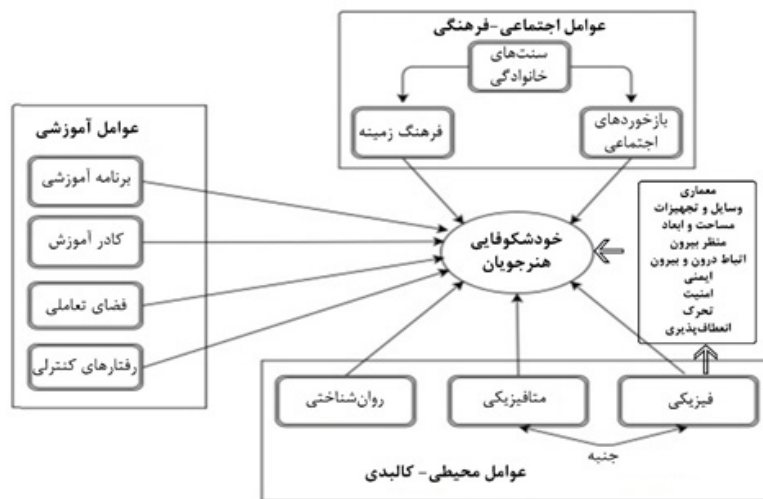 عوامل اجتماعی-فرهنگی
سنت‌های
خانوادگی
فرهنگ زمینه
بازخوردهای
اجتماعی
عوامل آموزشی
برنامه آموزشی
کادر آموزش
فضای تعاملی
رفتارهای کنترلی
خودشکوفایی
هنرجویان
معماری
وسایل و تجهیزات
مساحت و ابعاد
منظر بیرون
اتباط درون و بیرون
ایمنی
امنیت
تحرک
انعطاف‌پذیری
روان‌شناختی
متافیزیکی
فیزیکی
جنبه
عوامل محیطی- کالبدی